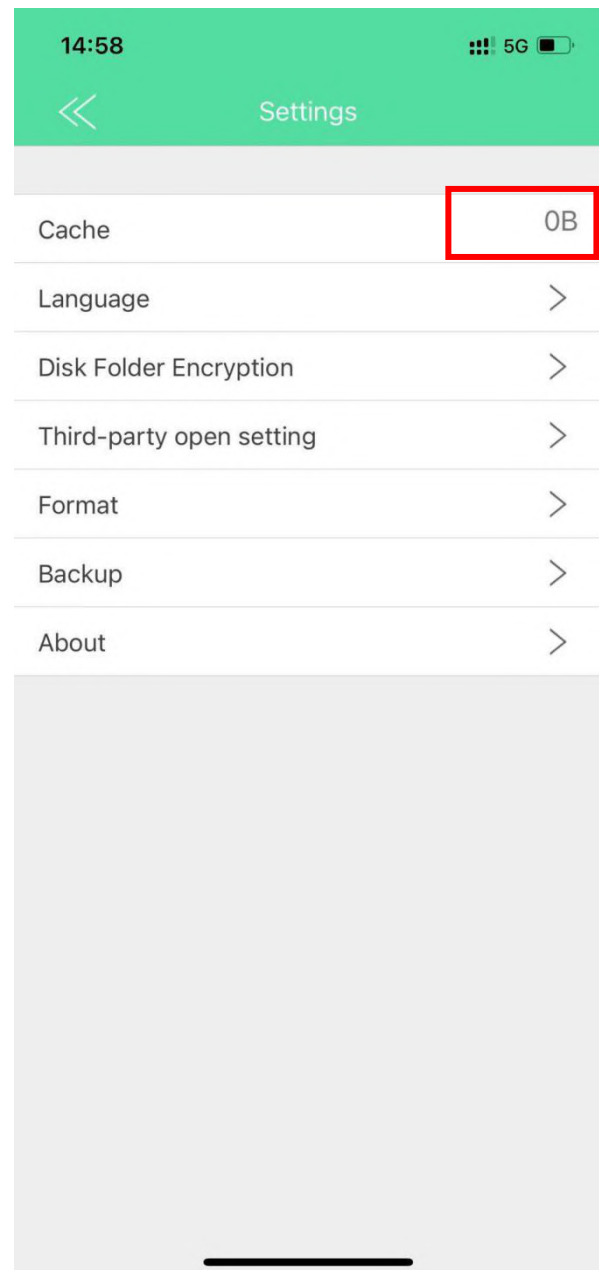 14:58 5G
Settings
Cache 0B
Language
Disk Folder Encryption
Third-party open setting
Format
Backup
About